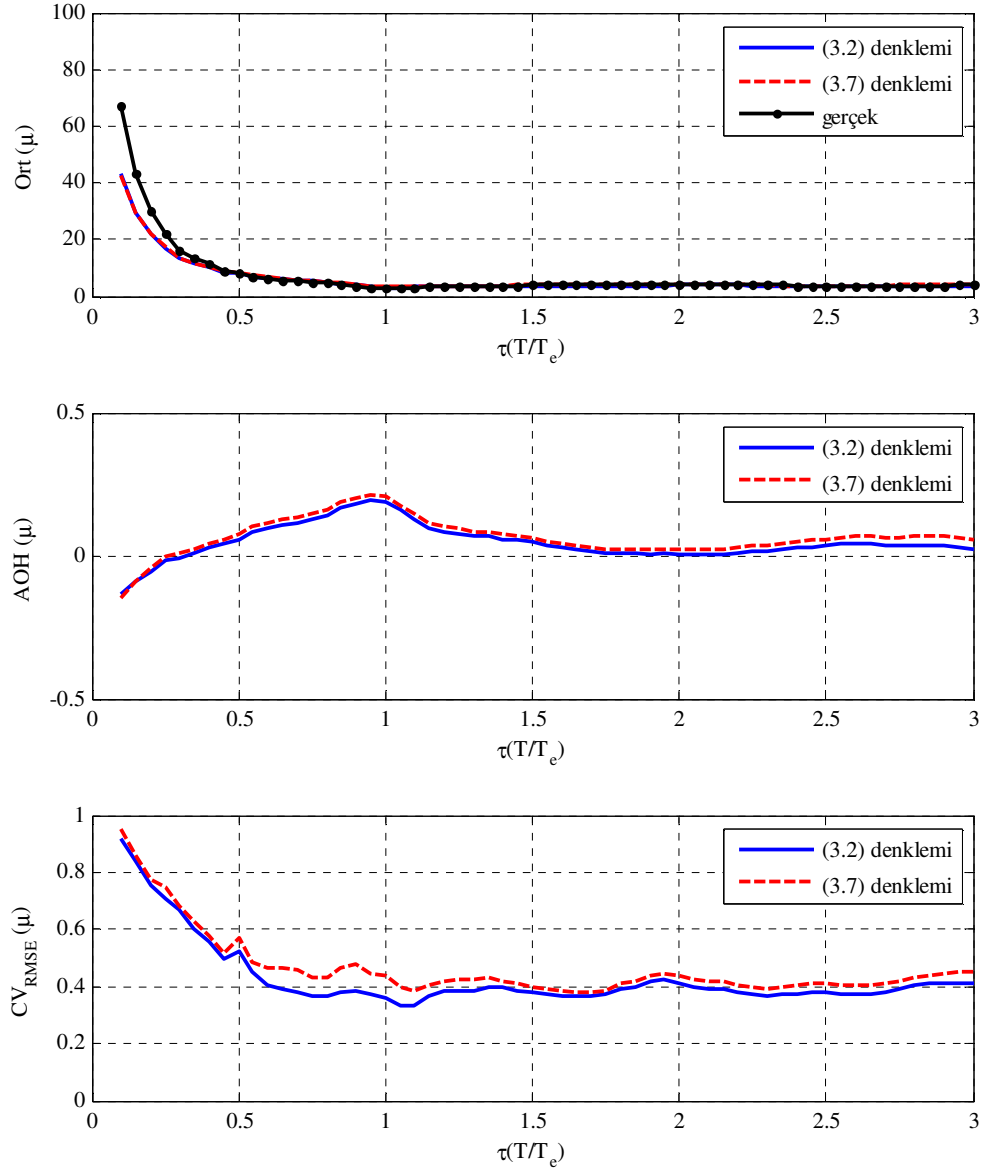 100
80
60
40
20
0
Ort (μ)
(3.2) denklemi
(3.7) denklemi
gerçek
0 0.5 1 1.5 2 2.5 3
τ(T/Te)
0.5
0
-0.5
AOH (μ)
(3.2) denklemi
(3.7) denklemi
0 0.5 1 1.5 2 2.5 3
τ(T/Te)
1
0.8
0.6
0.4
0.2
0
CVRMSE (μ)
(3.2) denklemi
(3.7) denklemi
0 0.5 1 1.5 2 2.5 3
τ(T/Te)